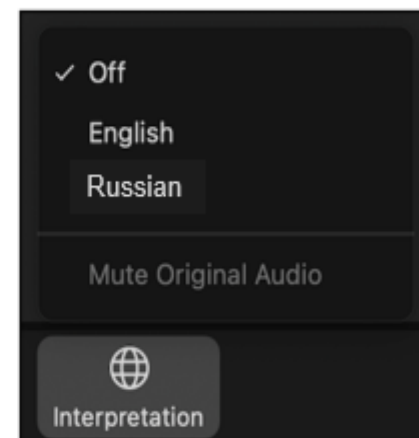 Off
English
Russian
Mute Original Audio
Interpretation